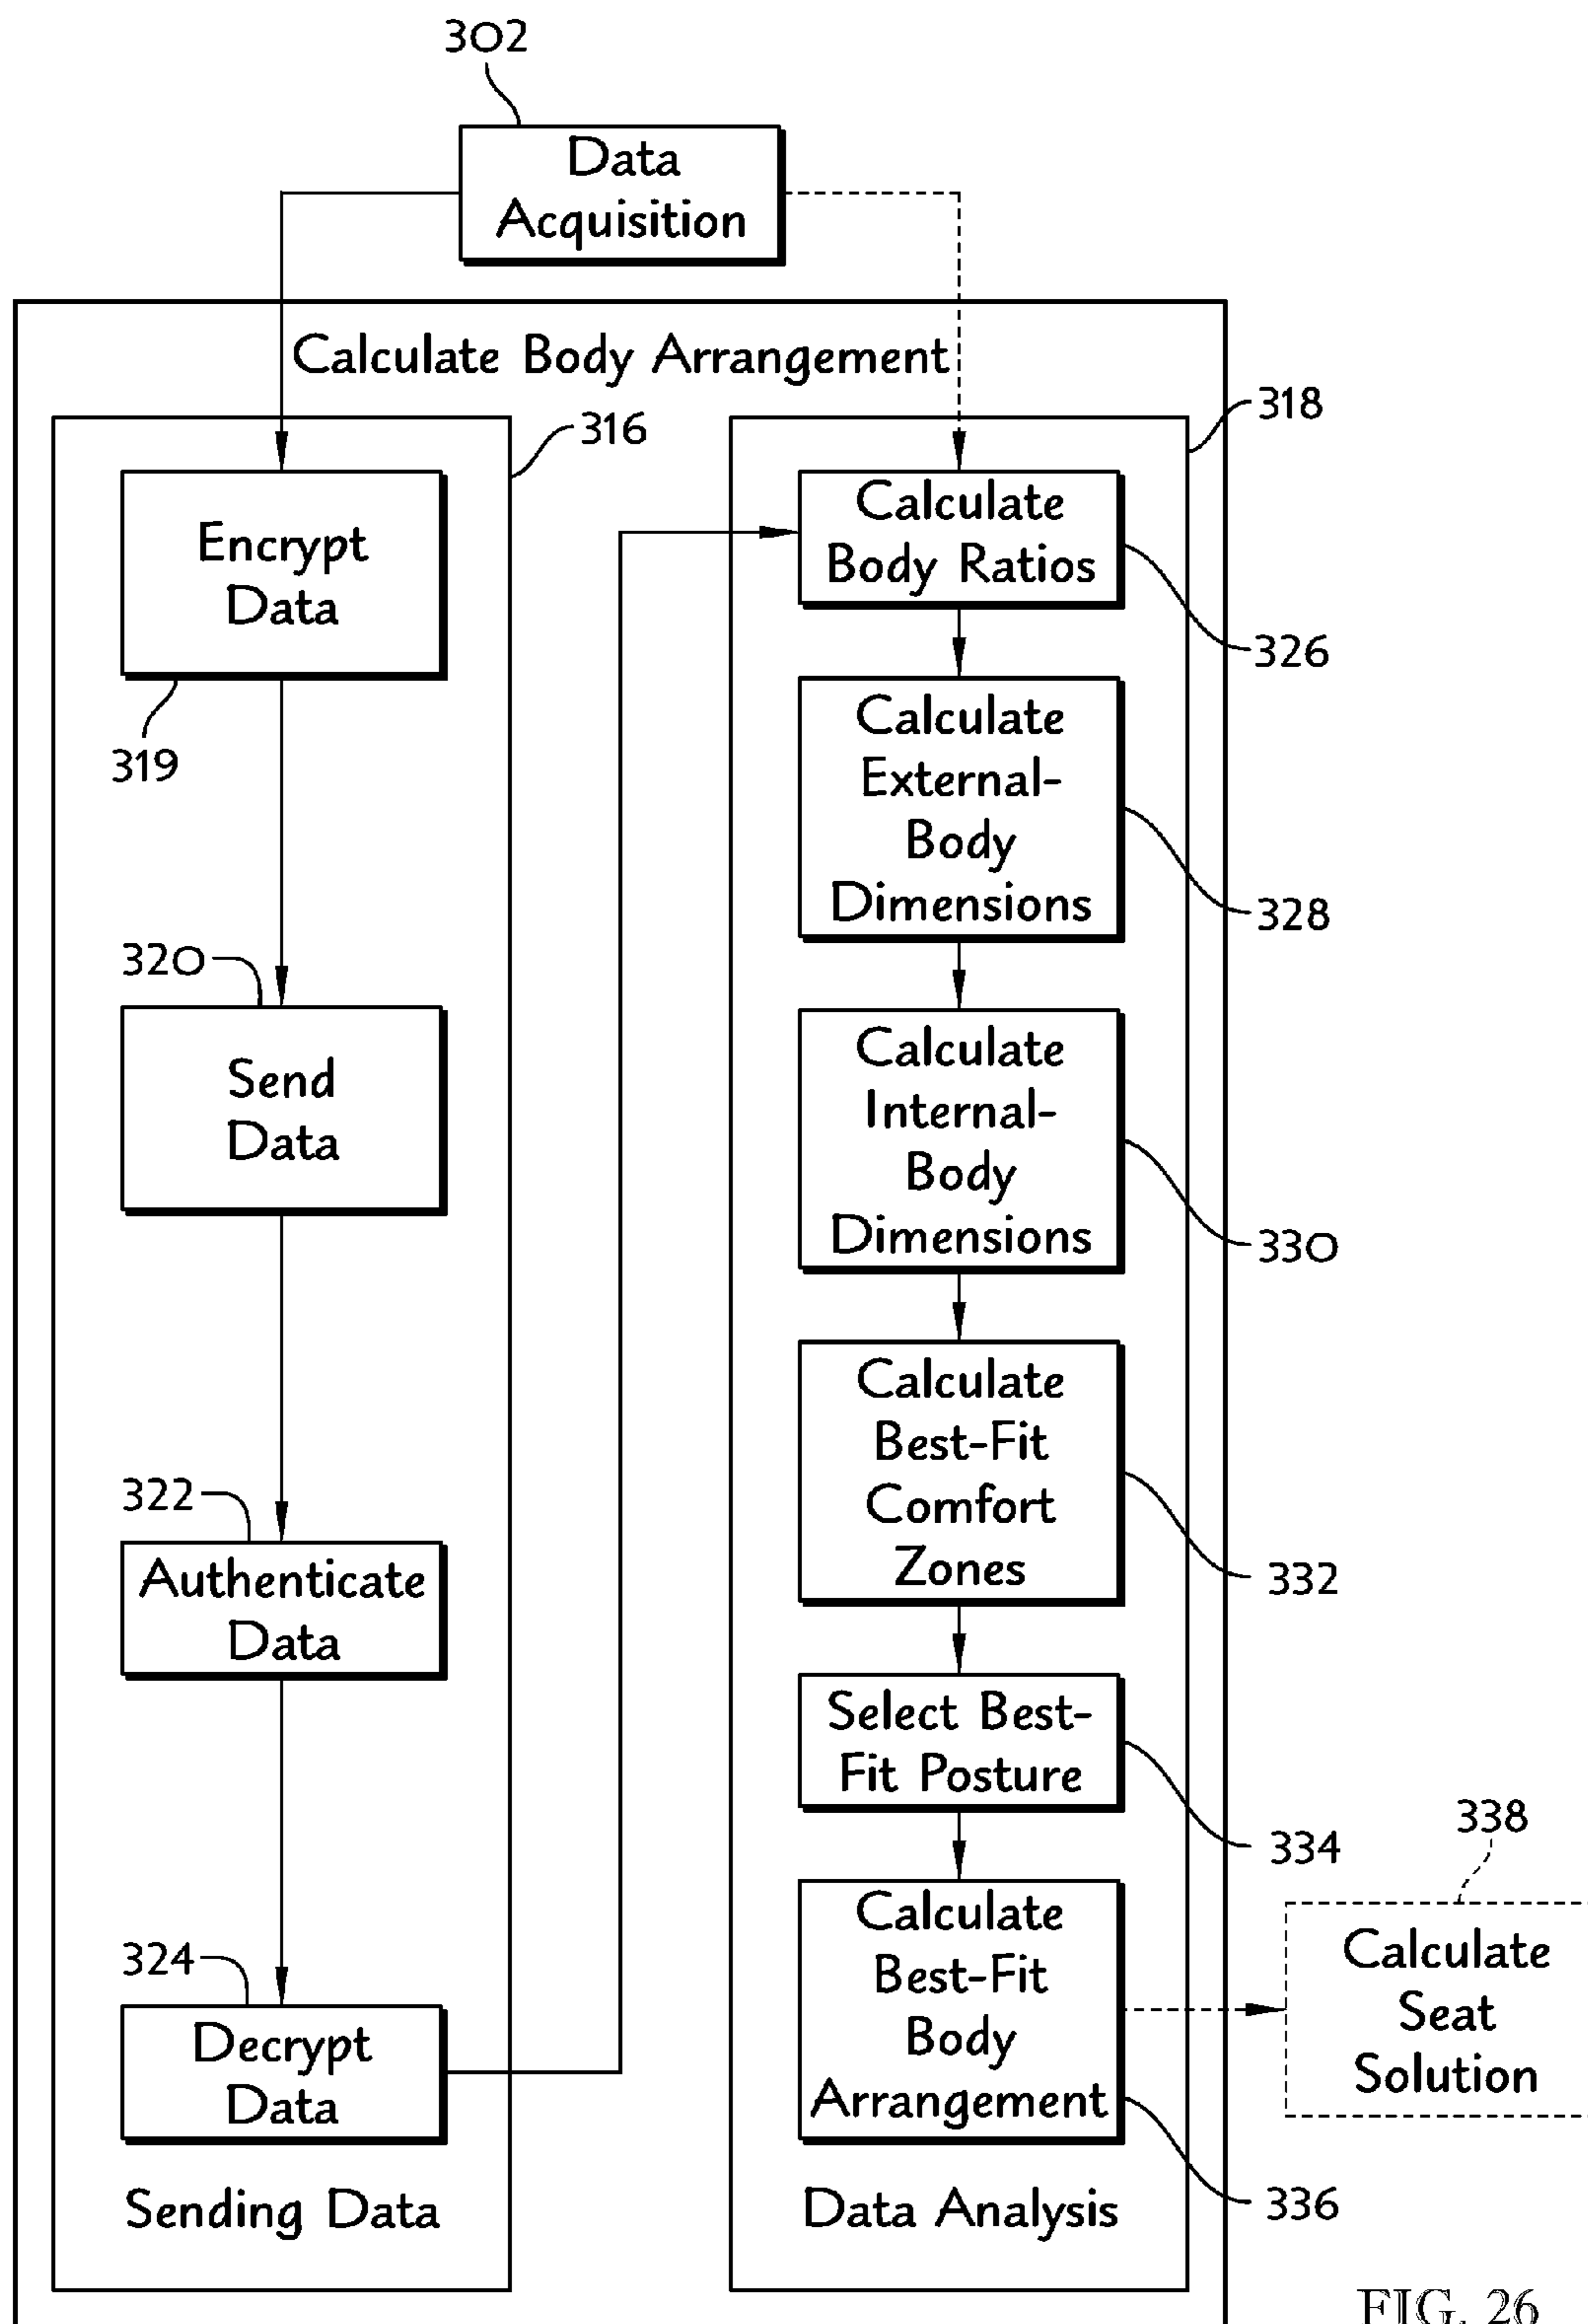 302
Data
Acquisition
Calculate Body Arrangement
316
318
Encrypt
Data
319
320
Send
Data
322
Authenticate
Data
324
Decrypt
Data
Sending Data
Calculate
Body Ratios
326
Calculate
External-
Body
Dimensions
328
Calculate
Internal-
Body
Dimensions
330
Calculate
Best-Fit
Comfort
Zones
332
Select Best-
Fit Posture
334
Calculate
Best-Fit
Body
Arrangement
336
Data Analysis
338
Calculate
Seat
Solution
FIG. 26